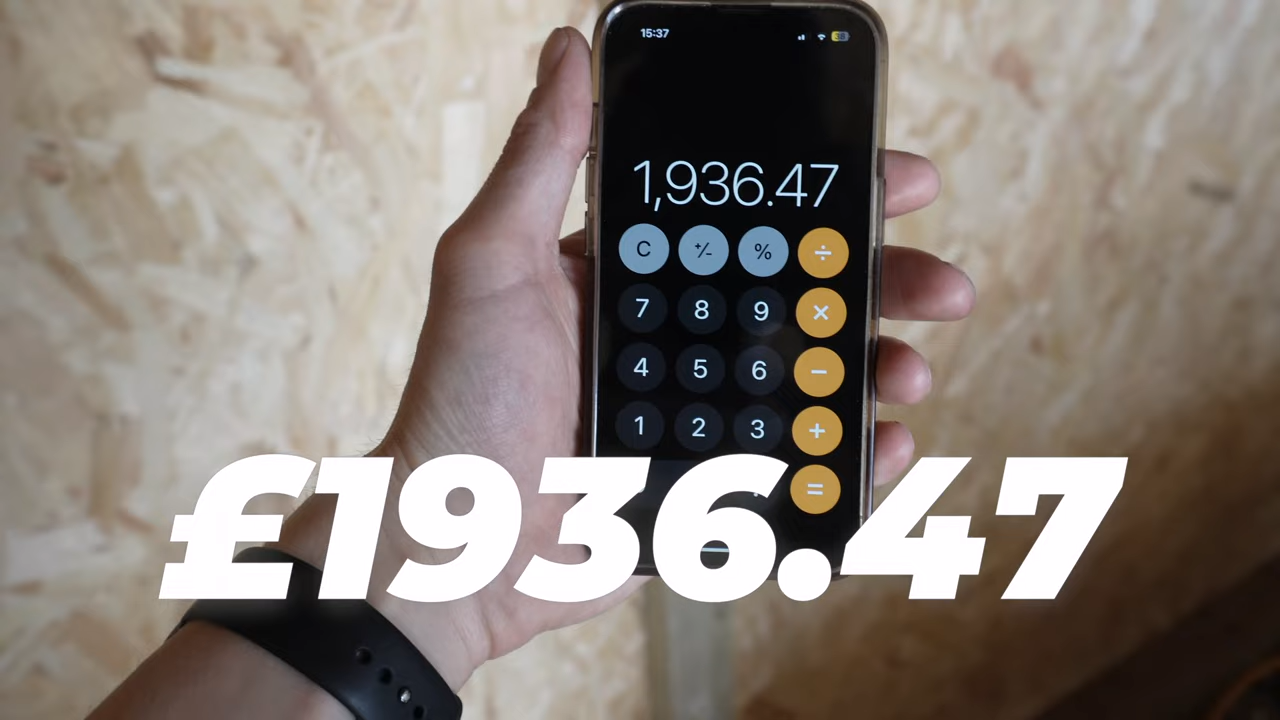 15:37
1,936.47
C +/- % ÷
7 8 9 ×
4 5 6 −
1 2 3 +
=
£1936.47